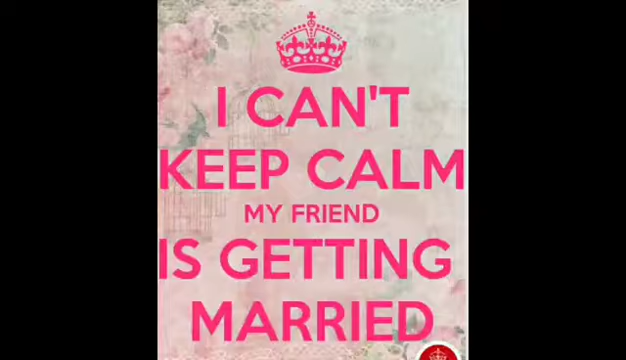 I CAN'T
KEEP CALM
MY FRIEND
IS GETTING
MARRIED